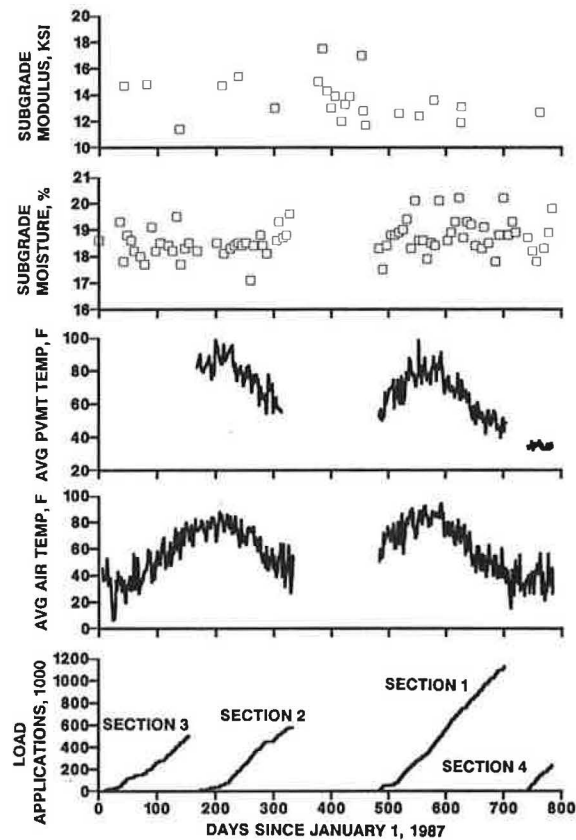 SUBGRADE
MODULUS, KSI
20
18
16
14
12
10
SUBGRADE
MOISTURE, %
21
20
19
18
17
16
AVG PVMT TEMP, F
100
80
60
40
20
AVG AIR TEMP, F
100
80
60
40
20
0
LOAD
APPLICATIONS, 1000
1200
1000
800
600
400
200
0
SECTION 3
SECTION 2
SECTION 1
SECTION 4
0 100 200 300 400 500 600 700 800
DAYS SINCE JANUARY 1, 1987